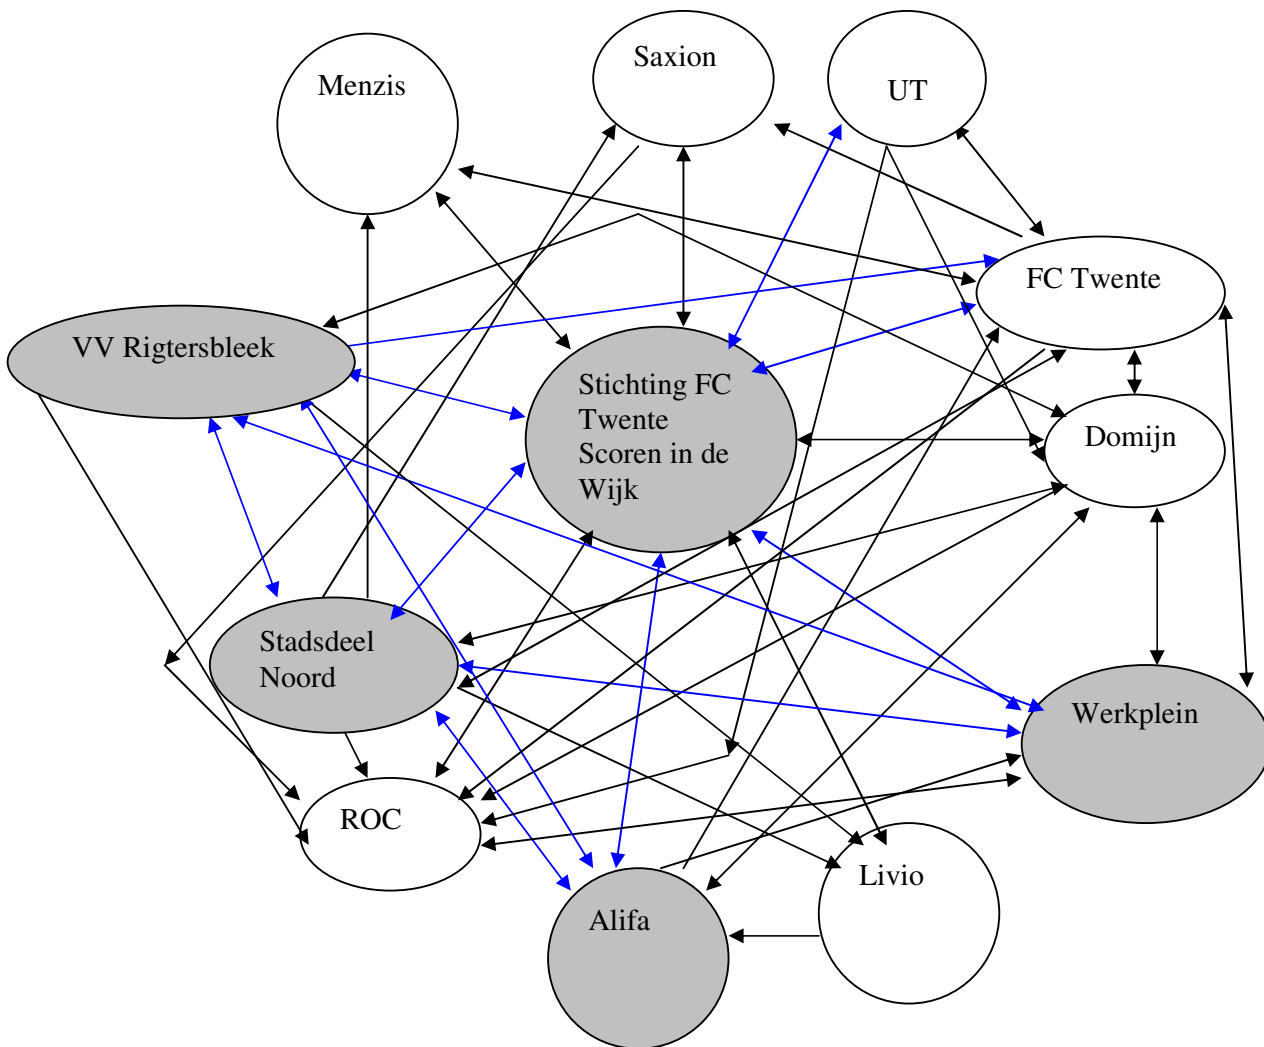 Saxion
Menzis
UT
FC Twente
VV Rigtersbleek
Stichting FC
Twente
Scoren in de
Wijk
Domijn
Stadsdeel
Noord
Werkplein
ROC
Livio
Alifa